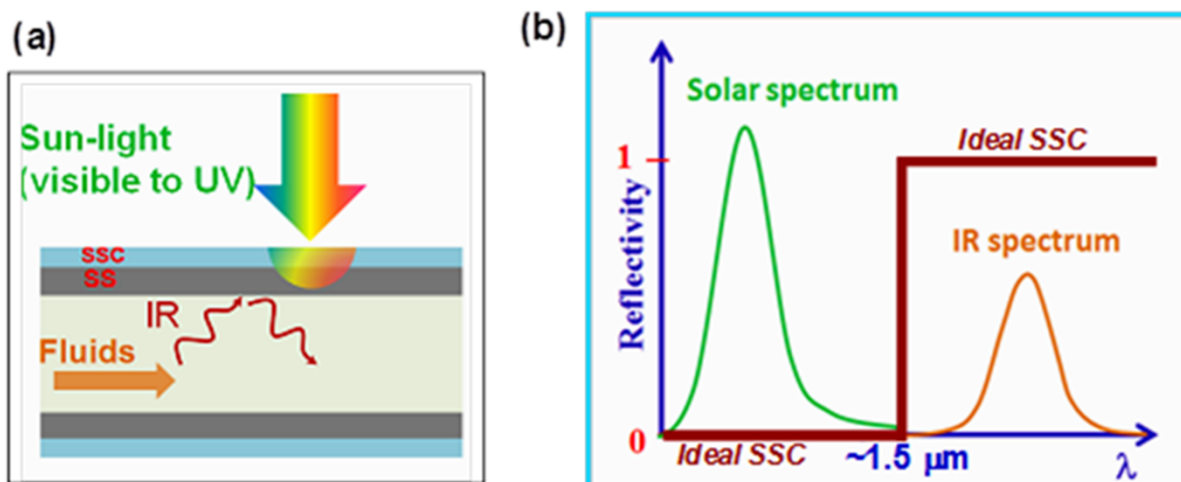 (a)
Sun-light
(visible to UV)
SSC
SS
IR
Fluids
(b)
Solar spectrum
Ideal SSC
1
IR spectrum
Reflectivity
0
Ideal SSC
~1.5 μm
λ